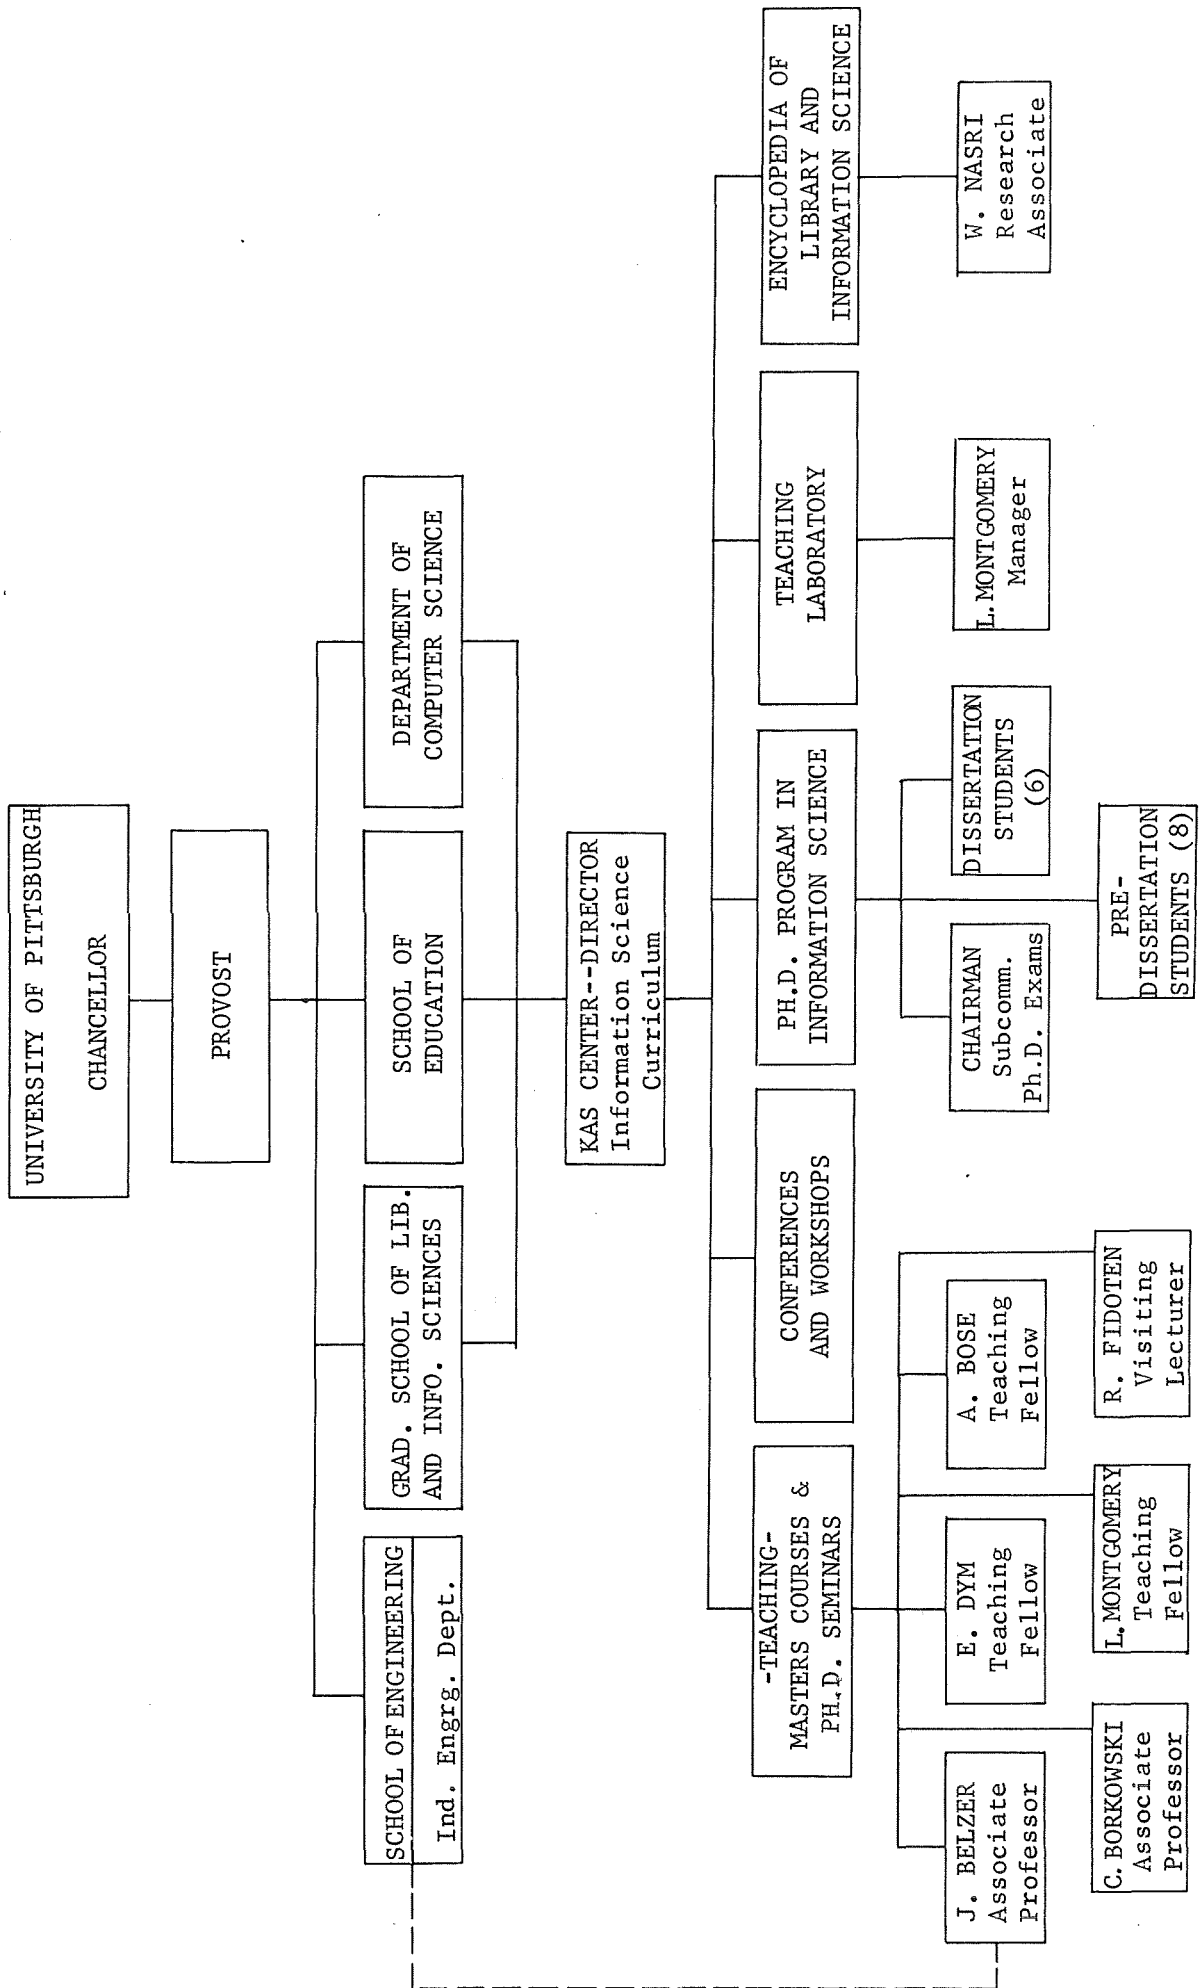 UNIVERSITY OF PITTSBURGH
CHANCELLOR
PROVOST
SCHOOL OF ENGINEERING
Ind. Engrg. Dept.
GRAD. SCHOOL OF LIB.
AND INFO. SCIENCES
SCHOOL OF
EDUCATION
DEPARTMENT OF
COMPUTER SCIENCE
KAS CENTER--DIRECTOR
Information Science
Curriculum
-TEACHING-
MASTERS COURSES &
PH.D. SEMINARS
CONFERENCES
AND WORKSHOPS
PH.D. PROGRAM IN
INFORMATION SCIENCE
TEACHING
LABORATORY
ENCYCLOPEDIA OF
LIBRARY AND
INFORMATION SCIENCE
J. BELZER
Associate
Professor
E. DYM
Teaching
Fellow
A. BOSE
Teaching
Fellow
CHAIRMAN
Subcomm.
Ph.D. Exams
DISSERTATION
STUDENTS
(6)
L. MONTGOMERY
Manager
W. NASRI
Research
Associate
C. BORKOWSKI
Associate
Professor
L. MONTGOMERY
Teaching
Fellow
R. FIDOTEN
Visiting
Lecturer
PRE-
DISSERTATION
STUDENTS (8)